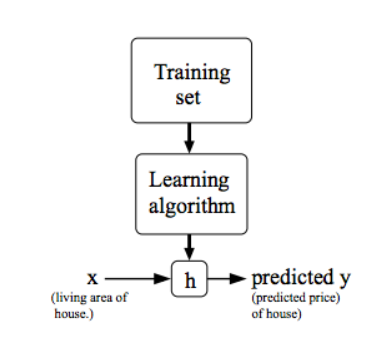 Training
set
Learning
algorithm
x
h
predicted y
(living area of
house.)
(predicted price)
of house)